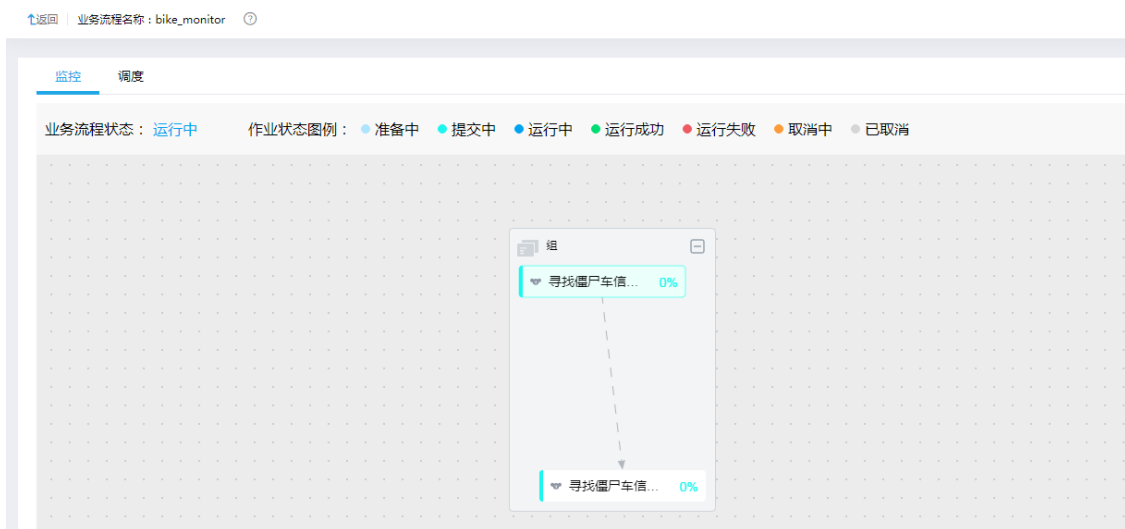 返回 业务流程名称：bike_monitor ?
监控 调度
业务流程状态： 运行中 作业状态图例： 准备中 提交中 运行中 运行成功 运行失败 取消中 已取消
组
寻找僵尸车信... 0%
寻找僵尸车信... 0%